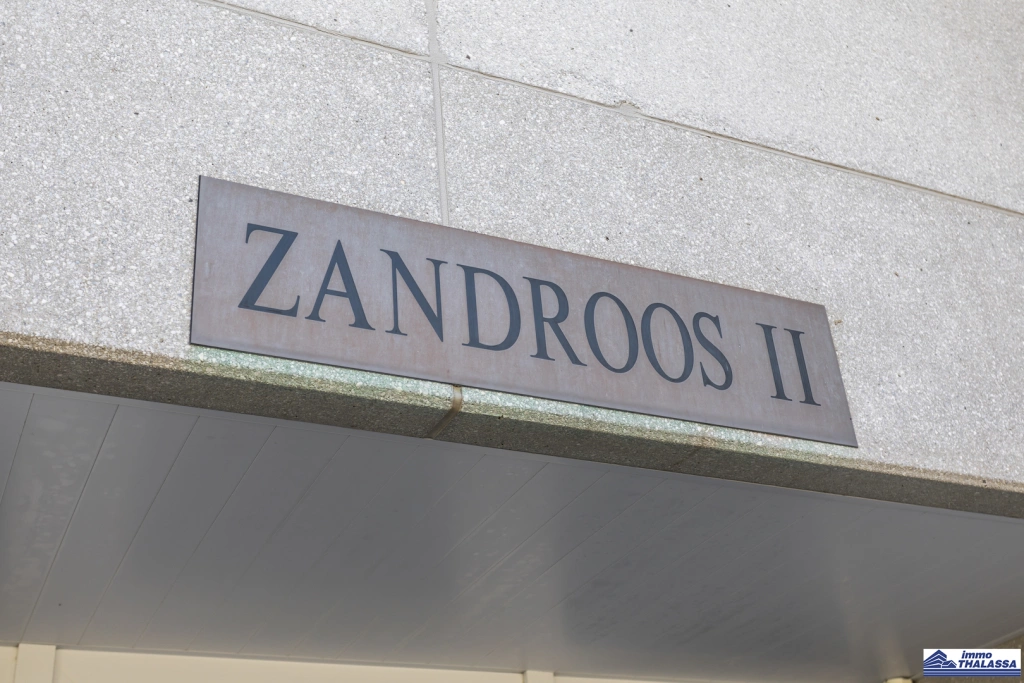 ZANDROOS II
immo
THALASSA